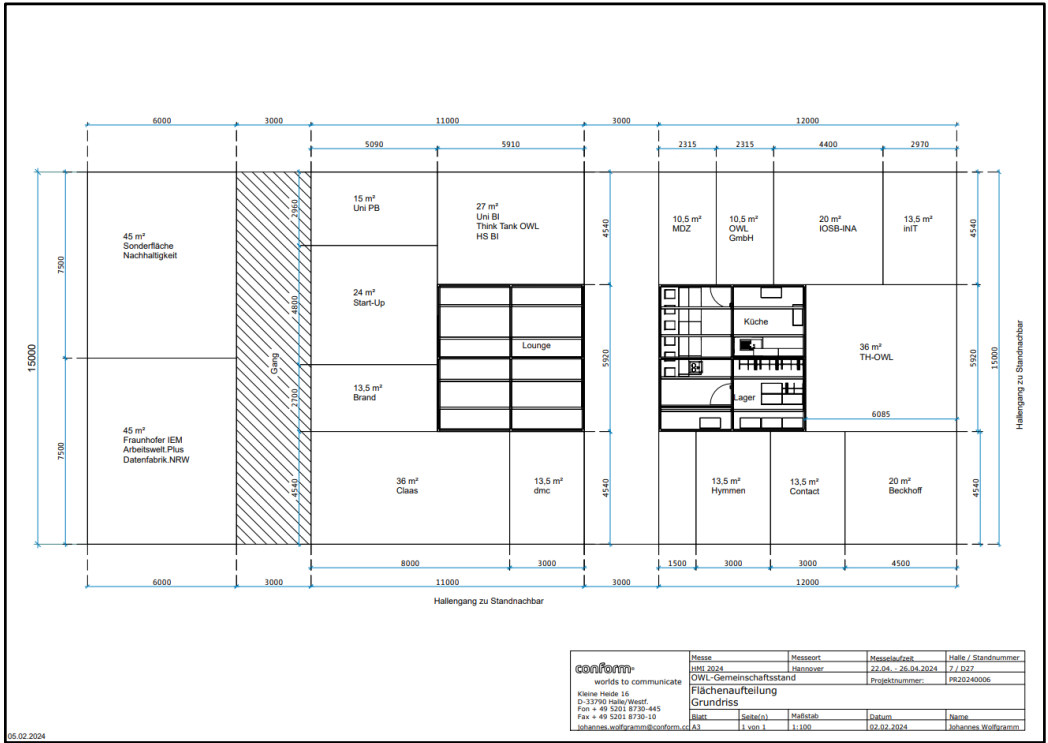 6000 3000 11000 3000 12000
5090 5910 2315 2315 4400 2970
15 m²
Uni PB
27 m²
Uni BI
Think Tank OWL
HS BI
10,5 m²
MDZ
10,5 m²
OWL
GmbH
20 m²
IOSB-INA
13,5 m²
inIT
45 m²
Sonderfläche
Nachhaltigkeit
7500
2960
4540
4540
24 m²
Start-Up
4800
15000
Gang
Lounge
Küche
36 m²
TH-OWL
5920
5920
15000
Hallengang zu Standnachbar
13,5 m²
Brand
2700
Lager
6085
45 m²
Fraunhofer IEM
Arbeitswelt.Plus
Datenfabrik.NRW
7500
4540
36 m²
Claas
13,5 m²
dmc
4540
13,5 m²
Hymmen
13,5 m²
Contact
20 m²
Beckhoff
4540
8000 3000 1500 3000 3000 4500
6000 3000 11000 3000 12000
Hallengang zu Standnachbar
conform
worlds to communicate
Kleine Heide 16
D-33790 Halle/Westf.
Fon + 49 5201 8730-445
Fax + 49 5201 8730-10
johannes.wolfgramm@conform.cc
Messe Messeort Messelaufzeit Halle / Standnummer
HMI 2024 Hannover 22.04. - 26.04.2024 7 / D27
OWL-Gemeinschaftsstand Projektnummer: PR20240006
Flächenaufteilung
Grundriss
Blatt Seite(n) Maßstab Datum Name
A3 1 von 1 1:100 02.02.2024 Johannes Wolfgramm
05.02.2024